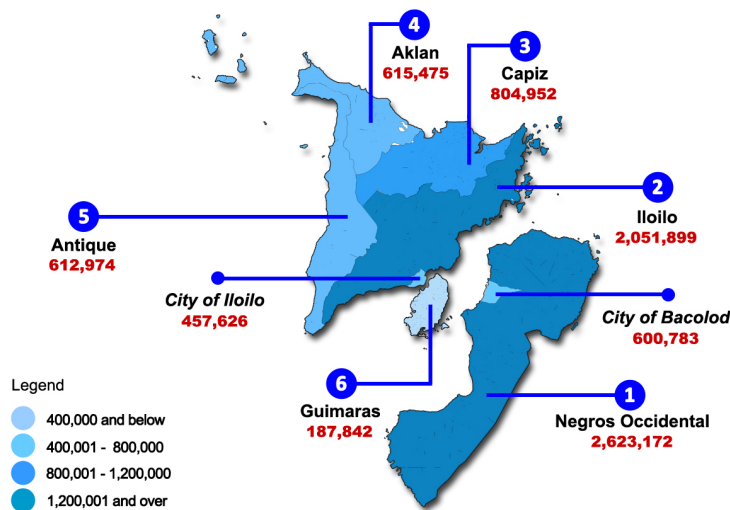 4
Aklan
615,475
3
Capiz
804,952
2
Iloilo
2,051,899
5
Antique
612,974
City of Iloilo
457,626
City of Bacolod
600,783
6
Guimaras
187,842
1
Negros Occidental
2,623,172
Legend
400,000 and below
400,001 - 800,000
800,001 - 1,200,000
1,200,001 and over